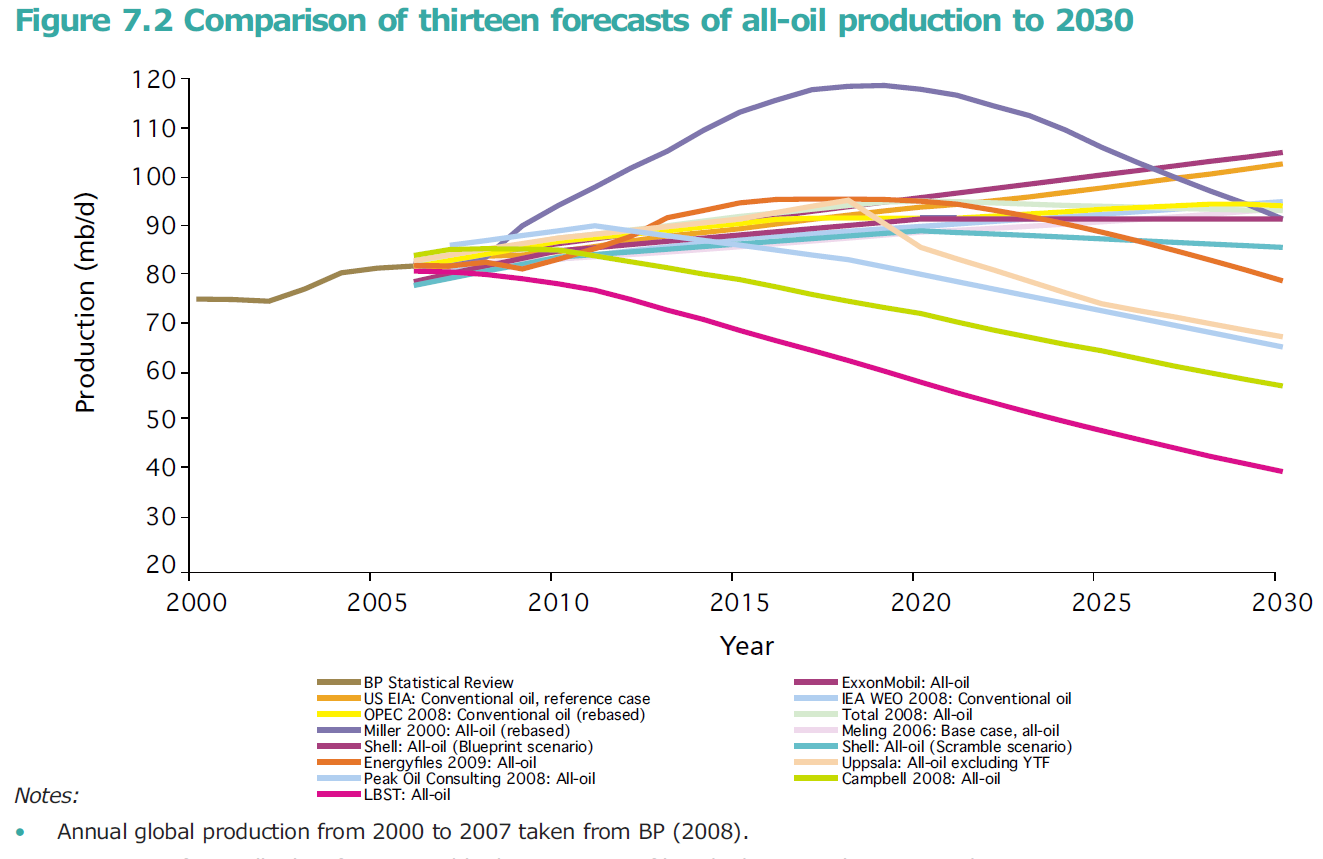 Figure 7.2 Comparison of thirteen forecasts of all-oil production to 2030
120
110
100
90
80
70
60
50
40
30
20
Production (mb/d)
2000 2005 2010 2015 2020 2025 2030
Year
BP Statistical Review
US EIA: Conventional oil, reference case
OPEC 2008: Conventional oil (rebased)
Miller 2000: All-oil (rebased)
Shell: All-oil (Blueprint scenario)
Energyfiles 2009: All-oil
Peak Oil Consulting 2008: All-oil
LBST: All-oil
ExxonMobil: All-oil
IEA WEO 2008: Conventional oil
Total 2008: All-oil
Meling 2006: Base case, all-oil
Shell: All-oil (Scramble scenario)
Uppsala: All-oil excluding YTF
Campbell 2008: All-oil
Notes:
• Annual global production from 2000 to 2007 taken from BP (2008).